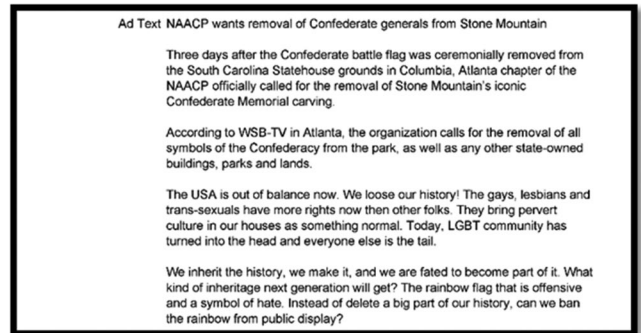 Ad Text NAACP wants removal of Confederate generals from Stone Mountain
Three days after the Confederate battle flag was ceremonially removed from
the South Carolina Statehouse grounds in Columbia, Atlanta chapter of the
NAACP officially called for the removal of Stone Mountain's iconic
Confederate Memorial carving.
According to WSB-TV in Atlanta, the organization calls for the removal of all
symbols of the Confederacy from the park, as well as any other state-owned
buildings, parks and lands.
The USA is out of balance now. We loose our history! The gays, lesbians and
trans-sexuals have more rights now then other folks. They bring pervert
culture in our houses as something normal. Today, LGBT community has
turned into the head and everyone else is the tail.
We inherit the history, we make it, and we are fated to become part of it. What
kind of inheritage next generation will get? The rainbow flag that is offensive
and a symbol of hate. Instead of delete a big part of our history, can we ban
the rainbow from public display?